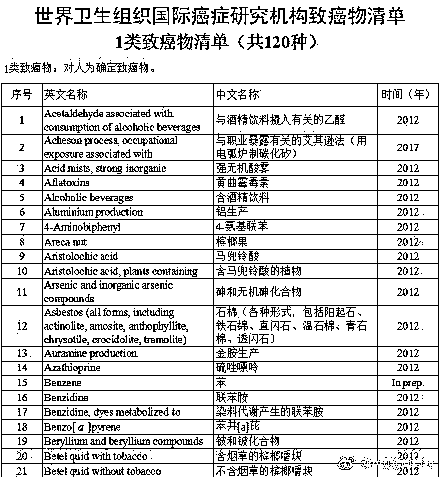 世界卫生组织国际癌症研究机构致癌物清单
1类致癌物清单（共120种）
1类致癌物：对人为确定致癌物。
序号 英文名称 中文名称 时间（年）
1 Acetaldehyde associated with consumption of alcoholic beverages 与酒精饮料摄入有关的乙醛 2012
2 Acheson process, occupational exposure associated with 与职业暴露有关的艾其逊法（用电弧炉制碳化矽） 2017
3 Acid mists, strong inorganic 强无机酸雾 2012
4 Aflatoxins 黄曲霉毒素 2012
5 Alcoholic beverages 含酒精饮料 2012
6 Aluminium production 铝生产 2012
7 4-Aminobiphenyl 4-氨基联苯 2012
8 Areca nut 槟榔果 2012
9 Aristolochic acid 马兜铃酸 2012
10 Aristolochic acid, plants containing 含马兜铃酸的植物 2012
11 Arsenic and inorganic arsenic compounds 砷和无机砷化合物 2012
12 Asbestos (all forms, including actinolite, amosite, anthophyllite, chrysotile, crocidolite, tremolite) 石棉（各种形式，包括阳起石、铁石棉、直闪石、温石棉、青石棉、透闪石） 2012
13 Auramine production 金胺生产 2012
14 Azathioprine 硫唑嘌呤 2012
15 Benzene 苯 In prep.
16 Benzidine 联苯胺 2012
17 Benzidine, dyes metabolized to 染料代谢产生的联苯胺 2012
18 Benzo[a]pyrene 苯并[a]芘 2012
19 Beryllium and beryllium compounds 铍和铍化合物 2012
20 Betel quid with tobacco 含烟草的槟榔嚼块 2012
21 Betel quid without tobacco 不含烟草的槟榔嚼块 2012